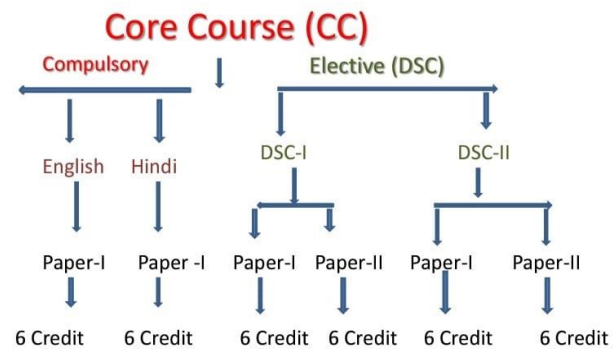 Core Course (CC)
Compulsory Elective (DSC)
English Hindi DSC-I DSC-II
Paper-I Paper -I Paper-I Paper-II Paper-I Paper-II
6 Credit 6 Credit 6 Credit 6 Credit 6 Credit 6 Credit